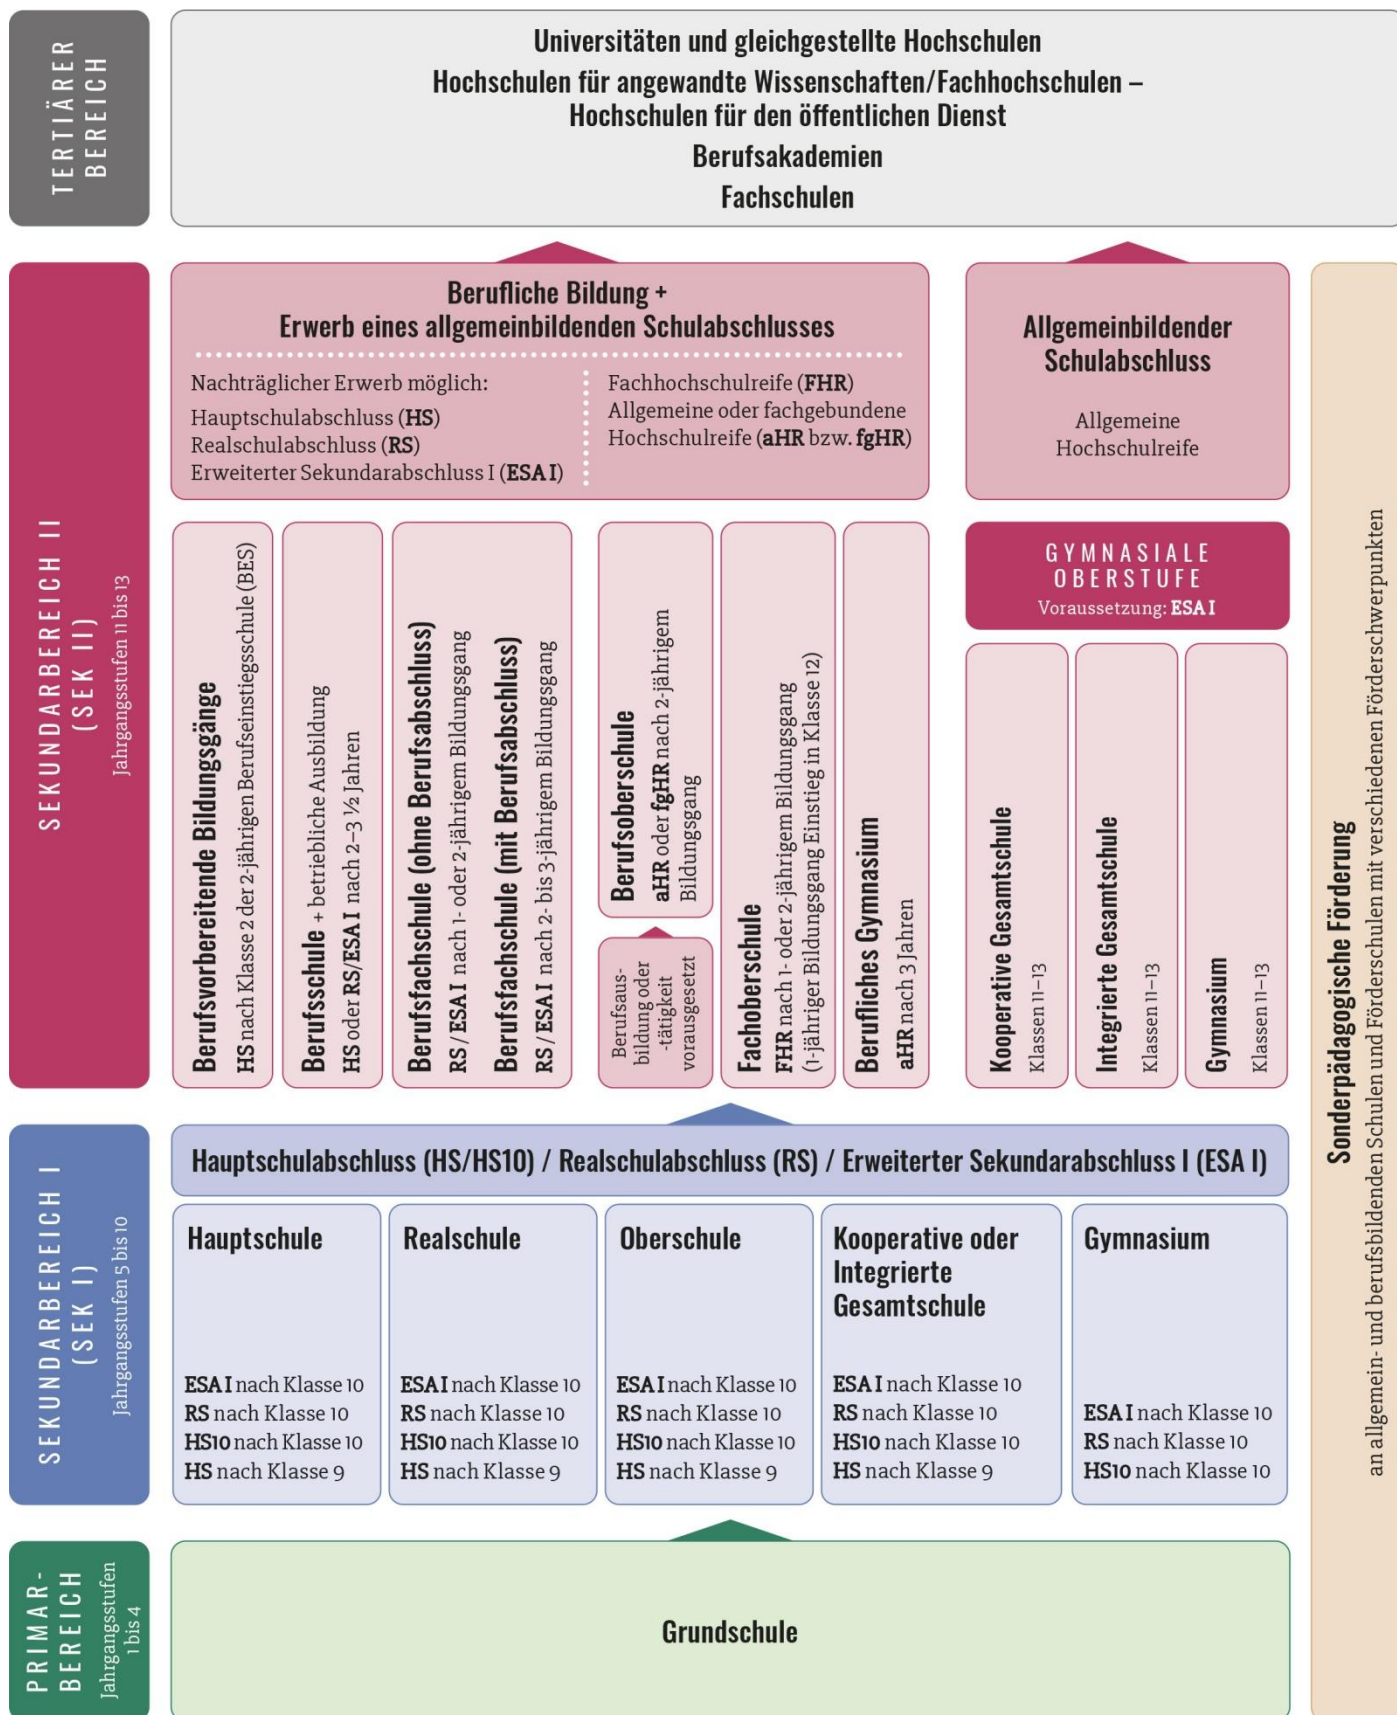 TERTIÄRER
BEREICH
Universitäten und gleichgestellte Hochschulen
Hochschulen für angewandte Wissenschaften/Fachhochschulen –
Hochschulen für den öffentlichen Dienst
Berufsakademien
Fachschulen
SEKUNDARBEREICH II
(SEK II)
Jahrgangsstufen 11 bis 13
Berufliche Bildung +
Erwerb eines allgemeinbildenden Schulabschlusses
Nachträglicher Erwerb möglich:
Hauptschulabschluss (HS)
Realschulabschluss (RS)
Erweiterter Sekundarabschluss I (ESA I)
Fachhochschulreife (FHR)
Allgemeine oder fachgebundene
Hochschulreife (aHR bzw. fgHR)
Allgemeinbildender
Schulabschluss
Allgemeine
Hochschulreife
Berufsvorbereitende Bildungsgänge
HS nach Klasse 2 der 2-jährigen Berufseinstiegsschule (BES)
Berufsschule + betriebliche Ausbildung
HS oder RS/ESA I nach 2–3 ½ Jahren
Berufsfachschule (ohne Berufsabschluss)
RS / ESA I nach 1- oder 2-jährigem Bildungsgang
Berufsfachschule (mit Berufsabschluss)
RS / ESA I nach 2- bis 3-jährigem Bildungsgang
Berufsoberschule
aHR oder fgHR nach 2-jährigem
Bildungsgang
Berufsaus-
bildung oder
-tätigkeit
vorausgesetzt
Fachoberschule
FHR nach 1- oder 2-jährigem Bildungsgang
(1-jähriger Bildungsgang Einstieg in Klasse 12)
Berufliches Gymnasium
aHR nach 3 Jahren
GYMNASIALE
OBERSTUFE
Voraussetzung: ESA I
Kooperative Gesamtschule
Klassen 11–13
Integrierte Gesamtschule
Klassen 11–13
Gymnasium
Klassen 11–13
Sonderpädagogische Förderung
an allgemein- und berufsbildenden Schulen und Förderschulen mit verschiedenen Förderschwerpunkten
SEKUNDARBEREICH I
(SEK I)
Jahrgangsstufen 5 bis 10
Hauptschulabschluss (HS/HS10) / Realschulabschluss (RS) / Erweiterter Sekundarabschluss I (ESA I)
Hauptschule
ESA I nach Klasse 10
RS nach Klasse 10
HS10 nach Klasse 10
HS nach Klasse 9
Realschule
ESA I nach Klasse 10
RS nach Klasse 10
HS10 nach Klasse 10
HS nach Klasse 9
Oberschule
ESA I nach Klasse 10
RS nach Klasse 10
HS10 nach Klasse 10
HS nach Klasse 9
Kooperative oder
Integrierte
Gesamtschule
ESA I nach Klasse 10
RS nach Klasse 10
HS10 nach Klasse 10
HS nach Klasse 9
Gymnasium
ESA I nach Klasse 10
RS nach Klasse 10
HS10 nach Klasse 10
PRIMAR-
BEREICH
Jahrgangsstufen
1 bis 4
Grundschule